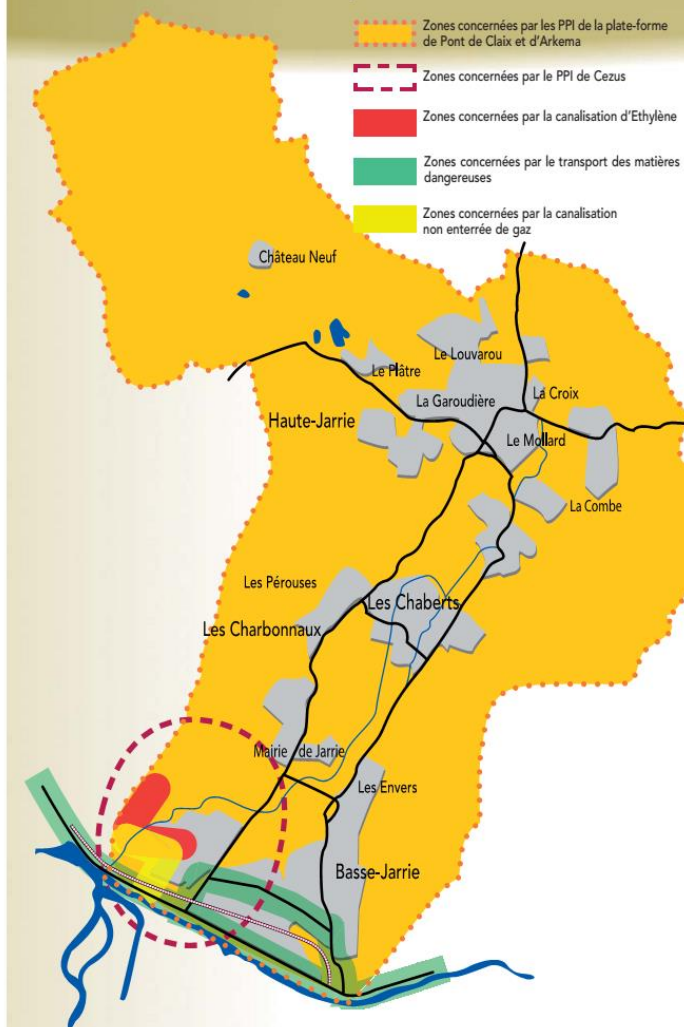 Zones concernées par les PPI de la plate-forme
de Pont de Claix et d'Arkema
Zones concernées par le PPI de Cezus
Zones concernées par la canalisation d'Ethylène
Zones concernées par le transport des matières
dangereuses
Zones concernées par la canalisation
non enterrée de gaz
Château Neuf
Le Louvarou
Le Plâtre
La Croix
La Garoudière
Haute-Jarrie
Le Mollard
La Combe
Les Pérouses
Les Chaberts
Les Charbonnaux
Mairie de Jarrie
Les Envers
Basse-Jarrie